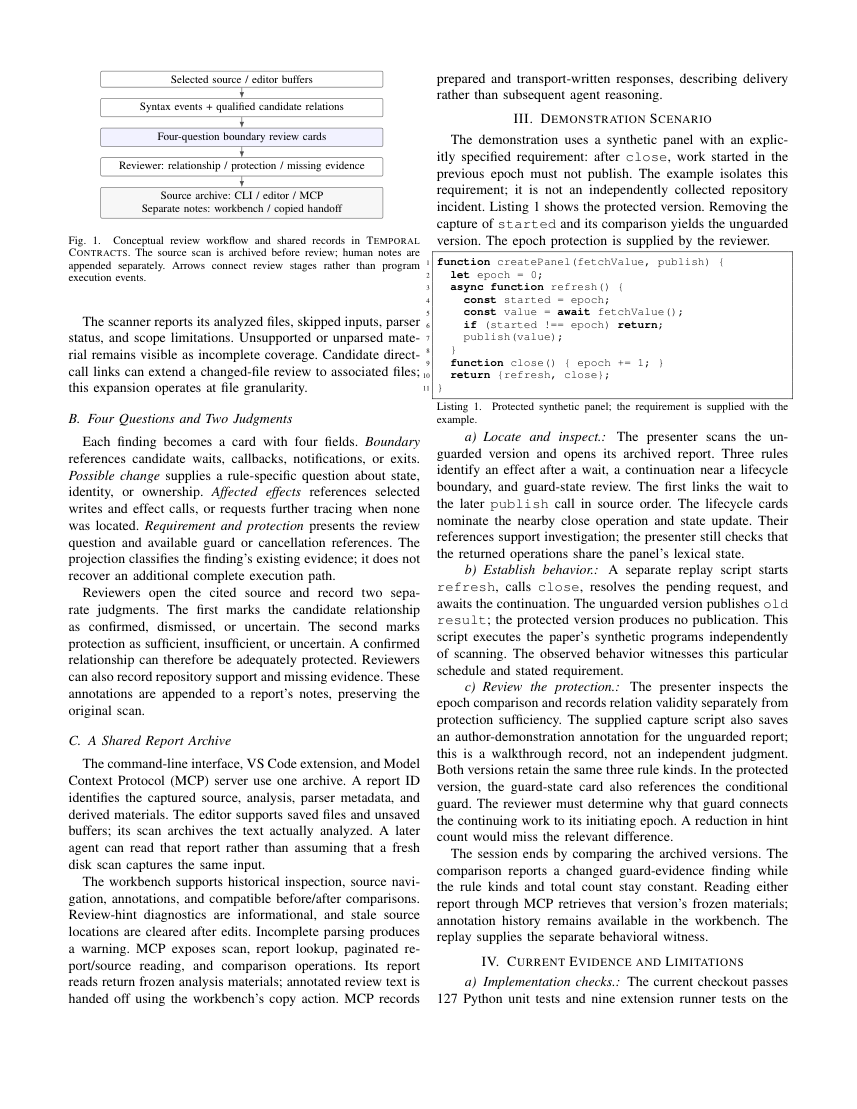 Selected source / editor buffers
Syntax events + qualified candidate relations
Four-question boundary review cards
Reviewer: relationship / protection / missing evidence
Source archive: CLI / editor / MCP
Separate notes: workbench / copied handoff
Fig. 1. Conceptual review workflow and shared records in TEMPORAL
CONTRACTS. The source scan is archived before review; human notes are
appended separately. Arrows connect review stages rather than program
execution events.
The scanner reports its analyzed files, skipped inputs, parser
status, and scope limitations. Unsupported or unparsed mate-
rial remains visible as incomplete coverage. Candidate direct-
call links can extend a changed-file review to associated files;
this expansion operates at file granularity.
B. Four Questions and Two Judgments
Each finding becomes a card with four fields. Boundary
references candidate waits, callbacks, notifications, or exits.
Possible change supplies a rule-specific question about state,
identity, or ownership. Affected effects references selected
writes and effect calls, or requests further tracing when none
was located. Requirement and protection presents the review
question and available guard or cancellation references. The
projection classifies the finding's existing evidence; it does not
recover an additional complete execution path.
Reviewers open the cited source and record two sepa-
rate judgments. The first marks the candidate relationship
as confirmed, dismissed, or uncertain. The second marks
protection as sufficient, insufficient, or uncertain. A confirmed
relationship can therefore be adequately protected. Reviewers
can also record repository support and missing evidence. These
annotations are appended to a report's notes, preserving the
original scan.
C. A Shared Report Archive
The command-line interface, VS Code extension, and Model
Context Protocol (MCP) server use one archive. A report ID
identifies the captured source, analysis, parser metadata, and
derived materials. The editor supports saved files and unsaved
buffers; its scan archives the text actually analyzed. A later
agent can read that report rather than assuming that a fresh
disk scan captures the same input.
The workbench supports historical inspection, source navi-
gation, annotations, and compatible before/after comparisons.
Review-hint diagnostics are informational, and stale source
locations are cleared after edits. Incomplete parsing produces
a warning. MCP exposes scan, report lookup, paginated re-
port/source reading, and comparison operations. Its report
reads return frozen analysis materials; annotated review text is
handed off using the workbench's copy action. MCP records
prepared and transport-written responses, describing delivery
rather than subsequent agent reasoning.
III. DEMONSTRATION SCENARIO
The demonstration uses a synthetic panel with an explic-
itly specified requirement: after close, work started in the
previous epoch must not publish. The example isolates this
requirement; it is not an independently collected repository
incident. Listing 1 shows the protected version. Removing the
capture of started and its comparison yields the unguarded
version. The epoch protection is supplied by the reviewer.
1 function createPanel(fetchValue, publish) {
2 let epoch = 0;
3 async function refresh() {
4 const started = epoch;
5 const value = await fetchValue();
6 if (started !== epoch) return;
7 publish(value);
8 }
9 function close() { epoch += 1; }
10 return {refresh, close};
11 }
Listing 1. Protected synthetic panel; the requirement is supplied with the
example.
a) Locate and inspect.: The presenter scans the un-
guarded version and opens its archived report. Three rules
identify an effect after a wait, a continuation near a lifecycle
boundary, and guard-state review. The first links the wait to
the later publish call in source order. The lifecycle cards
nominate the nearby close operation and state update. Their
references support investigation; the presenter still checks that
the returned operations share the panel's lexical state.
b) Establish behavior.: A separate replay script starts
refresh, calls close, resolves the pending request, and
awaits the continuation. The unguarded version publishes old
result; the protected version produces no publication. This
script executes the paper's synthetic programs independently
of scanning. The observed behavior witnesses this particular
schedule and stated requirement.
c) Review the protection.: The presenter inspects the
epoch comparison and records relation validity separately from
protection sufficiency. The supplied capture script also saves
an author-demonstration annotation for the unguarded report;
this is a walkthrough record, not an independent judgment.
Both versions retain the same three rule kinds. In the protected
version, the guard-state card also references the conditional
guard. The reviewer must determine why that guard connects
the continuing work to its initiating epoch. A reduction in hint
count would miss the relevant difference.
The session ends by comparing the archived versions. The
comparison reports a changed guard-evidence finding while
the rule kinds and total count stay constant. Reading either
report through MCP retrieves that version's frozen materials;
annotation history remains available in the workbench. The
replay supplies the separate behavioral witness.
IV. CURRENT EVIDENCE AND LIMITATIONS
a) Implementation checks.: The current checkout passes
127 Python unit tests and nine extension runner tests on the